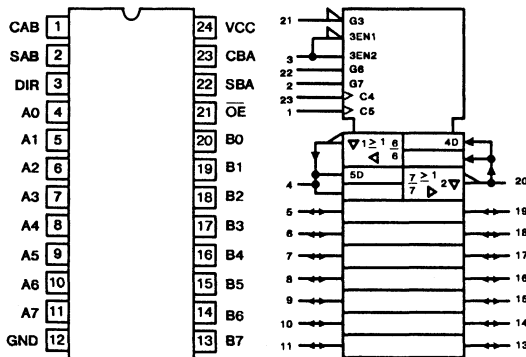 CAB 1 24 VCC
SAB 2 23 CBA
DIR 3 22 SBA
A0 4 21 OE
A1 5 20 B0
A2 6 19 B1
A3 7 18 B2
A4 8 17 B3
A5 9 16 B4
A6 10 15 B5
A7 11 14 B6
GND 12 13 B7
21 G3
3EN1
3 3EN2
22 G6
2 G7
23 C4
1 C5
1 ≥1 6 4D
6
5D
4 7 ≥1 2 20
7
5 19
6 18
7 17
8 16
9 15
10 14
11 13